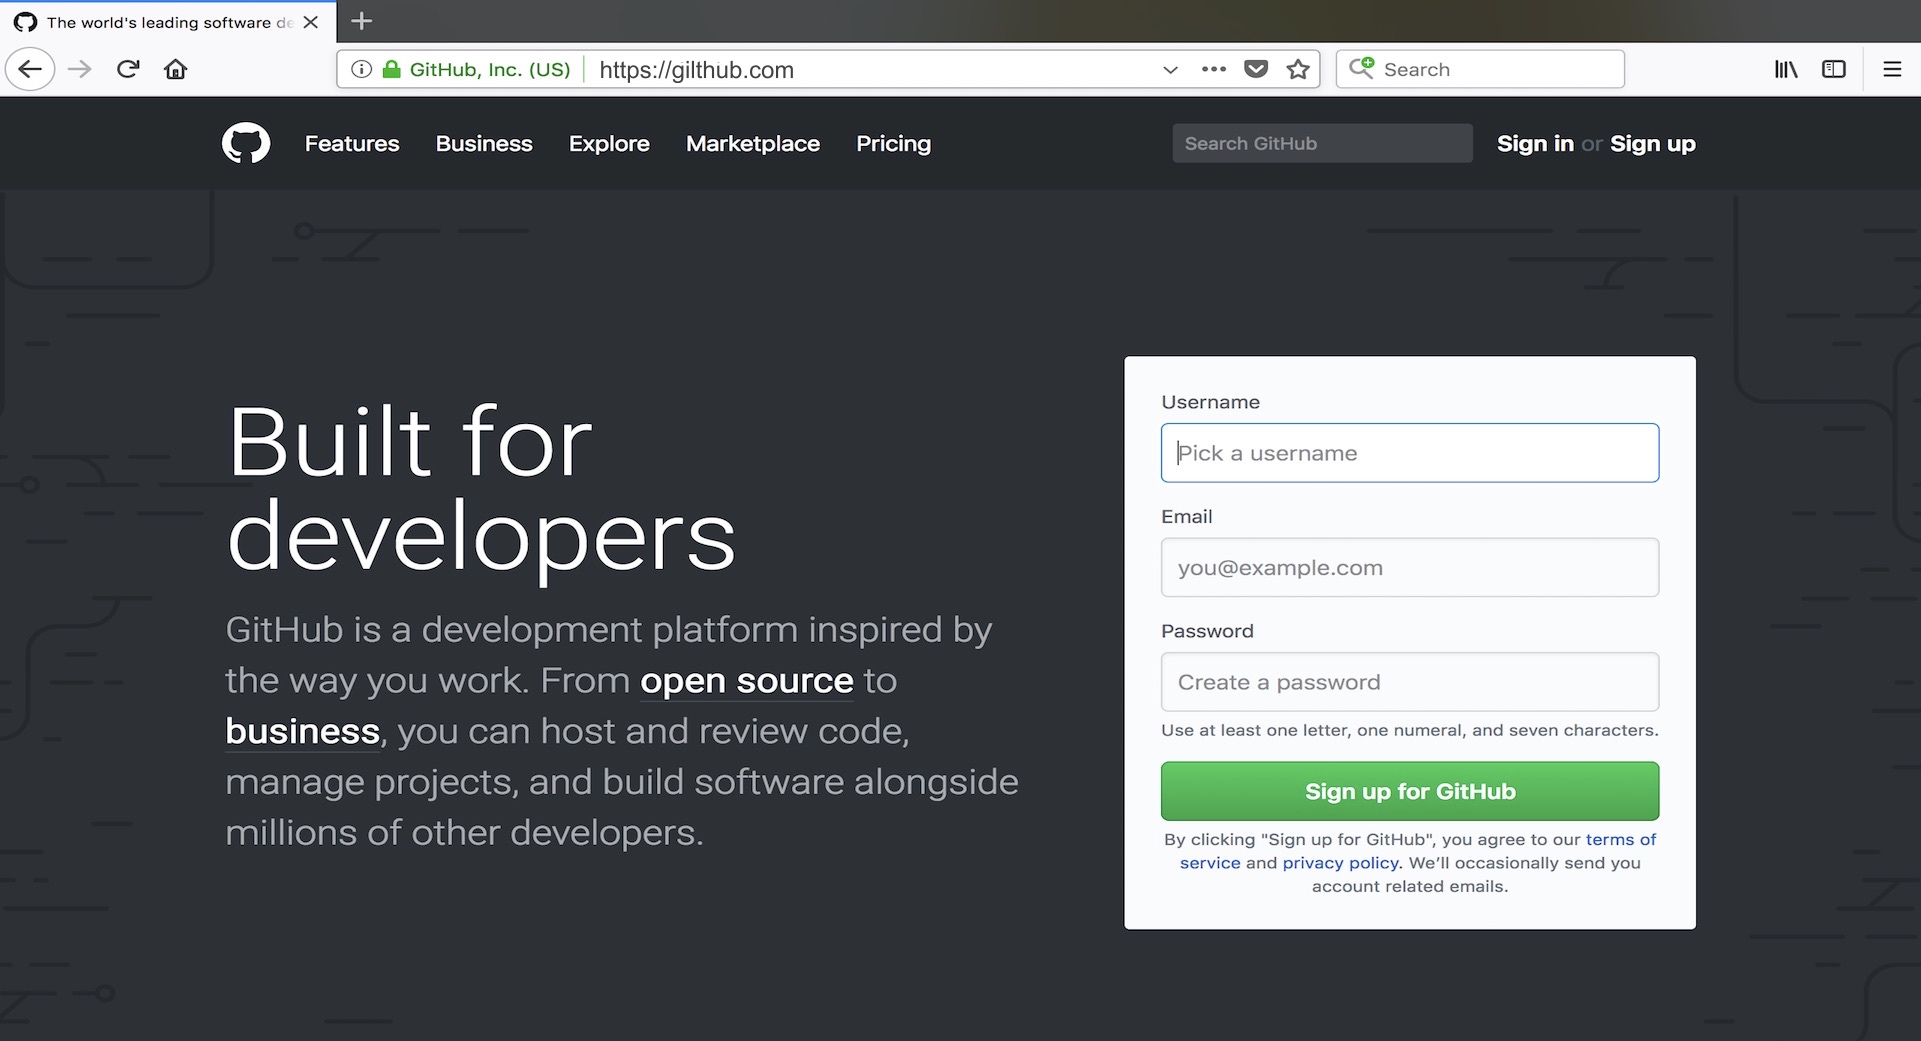 The world's leading software de
GitHub, Inc. (US)
https://gilthub.com
Search
Features
Business
Explore
Marketplace
Pricing
Search GitHub
Sign in or Sign up
Built for
developers
GitHub is a development platform inspired by
the way you work. From open source to
business, you can host and review code,
manage projects, and build software alongside
millions of other developers.
Username
Pick a username
Email
you@example.com
Password
Create a password
Use at least one letter, one numeral, and seven characters.
Sign up for GitHub
By clicking "Sign up for GitHub", you agree to our terms of
service and privacy policy. We’ll occasionally send you
account related emails.